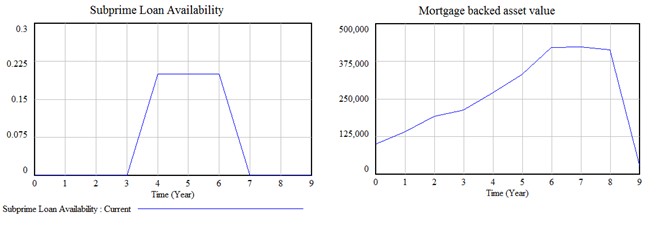 Subprime Loan Availability
0.3
0.225
0.15
0.075
0
0 1 2 3 4 5 6 7 8 9
Time (Year)
Subprime Loan Availability : Current
Mortgage backed asset value
500,000
375,000
250,000
125,000
0
0 1 2 3 4 5 6 7 8 9
Time (Year)